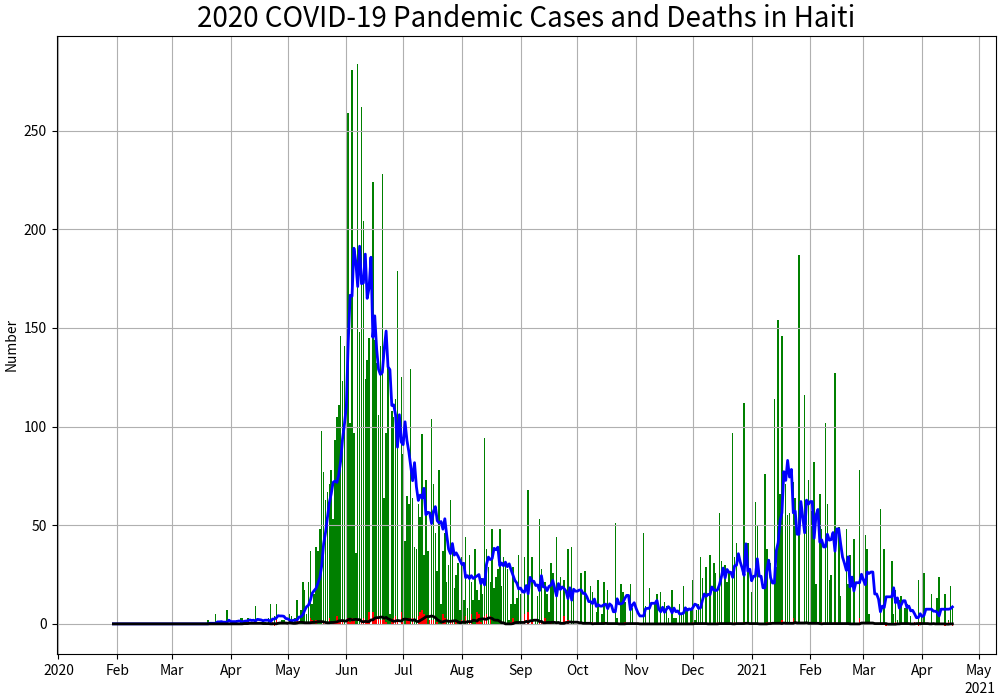 2020 COVID-19 Pandemic Cases and Deaths in Haiti
250
200
150
100
50
0
Number
2020 Feb Mar Apr May Jun Jul Aug Sep Oct Nov Dec 2021 Feb Mar Apr May
2021